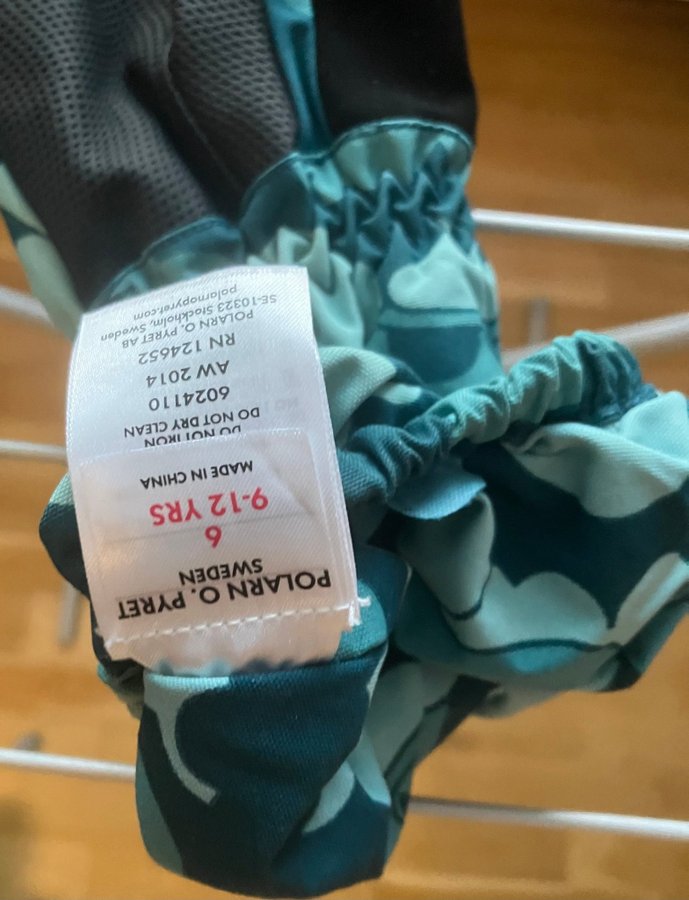 POLARN O. PYRET
SWEDEN
6
9-12 YRS
MADE IN CHINA
DO NOT IRON
DO NOT DRY CLEAN
6024110
AW 2014
RN 124652
POLARN O. PYRET AB
SE-10323 Stockholm, Sweden
polarnopyret.com